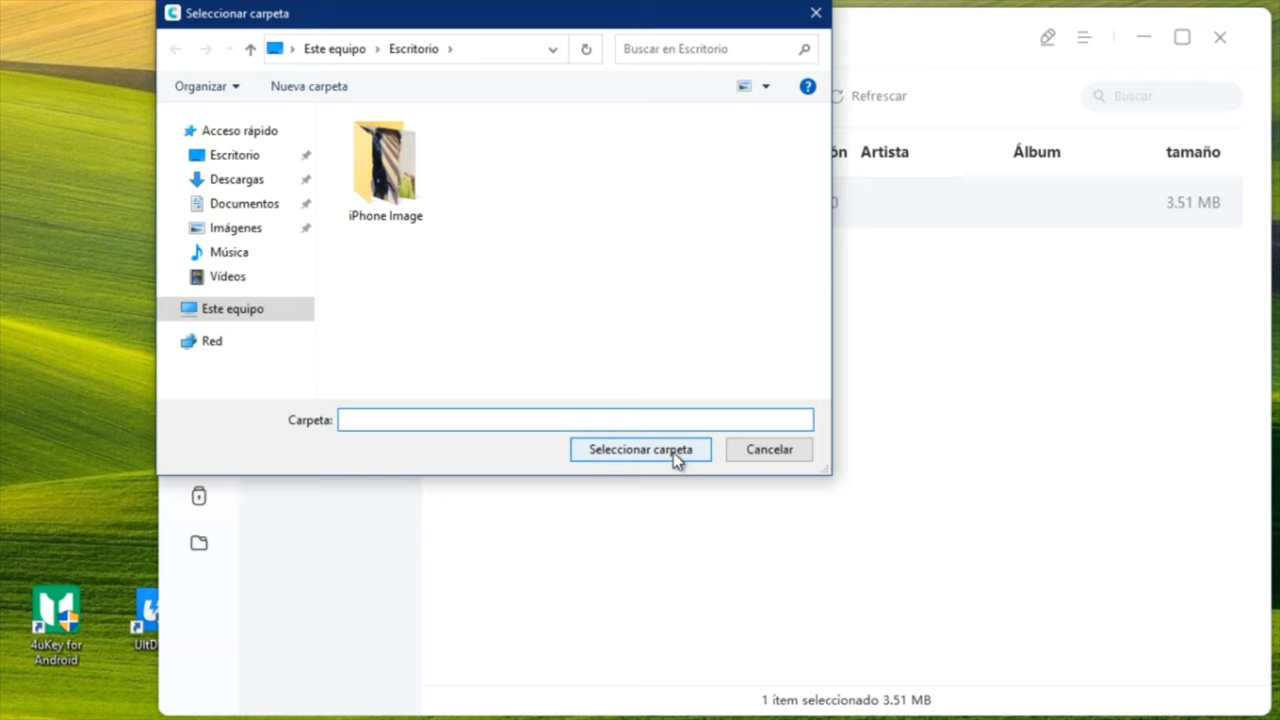 Seleccionar carpeta
Este equipo
Escritorio
Buscar en Escritorio
Organizar
Nueva carpeta
Refrescar
Buscar
Acceso rápido
Escritorio
Descargas
Documentos
Imágenes
Música
Vídeos
Este equipo
Red
iPhone Image
ón
Artista
Álbum
tamaño
0
3.51 MB
Carpeta:
Seleccionar carpeta
Cancelar
4uKey for
Android
UltD
1 ítem seleccionado 3.51 MB